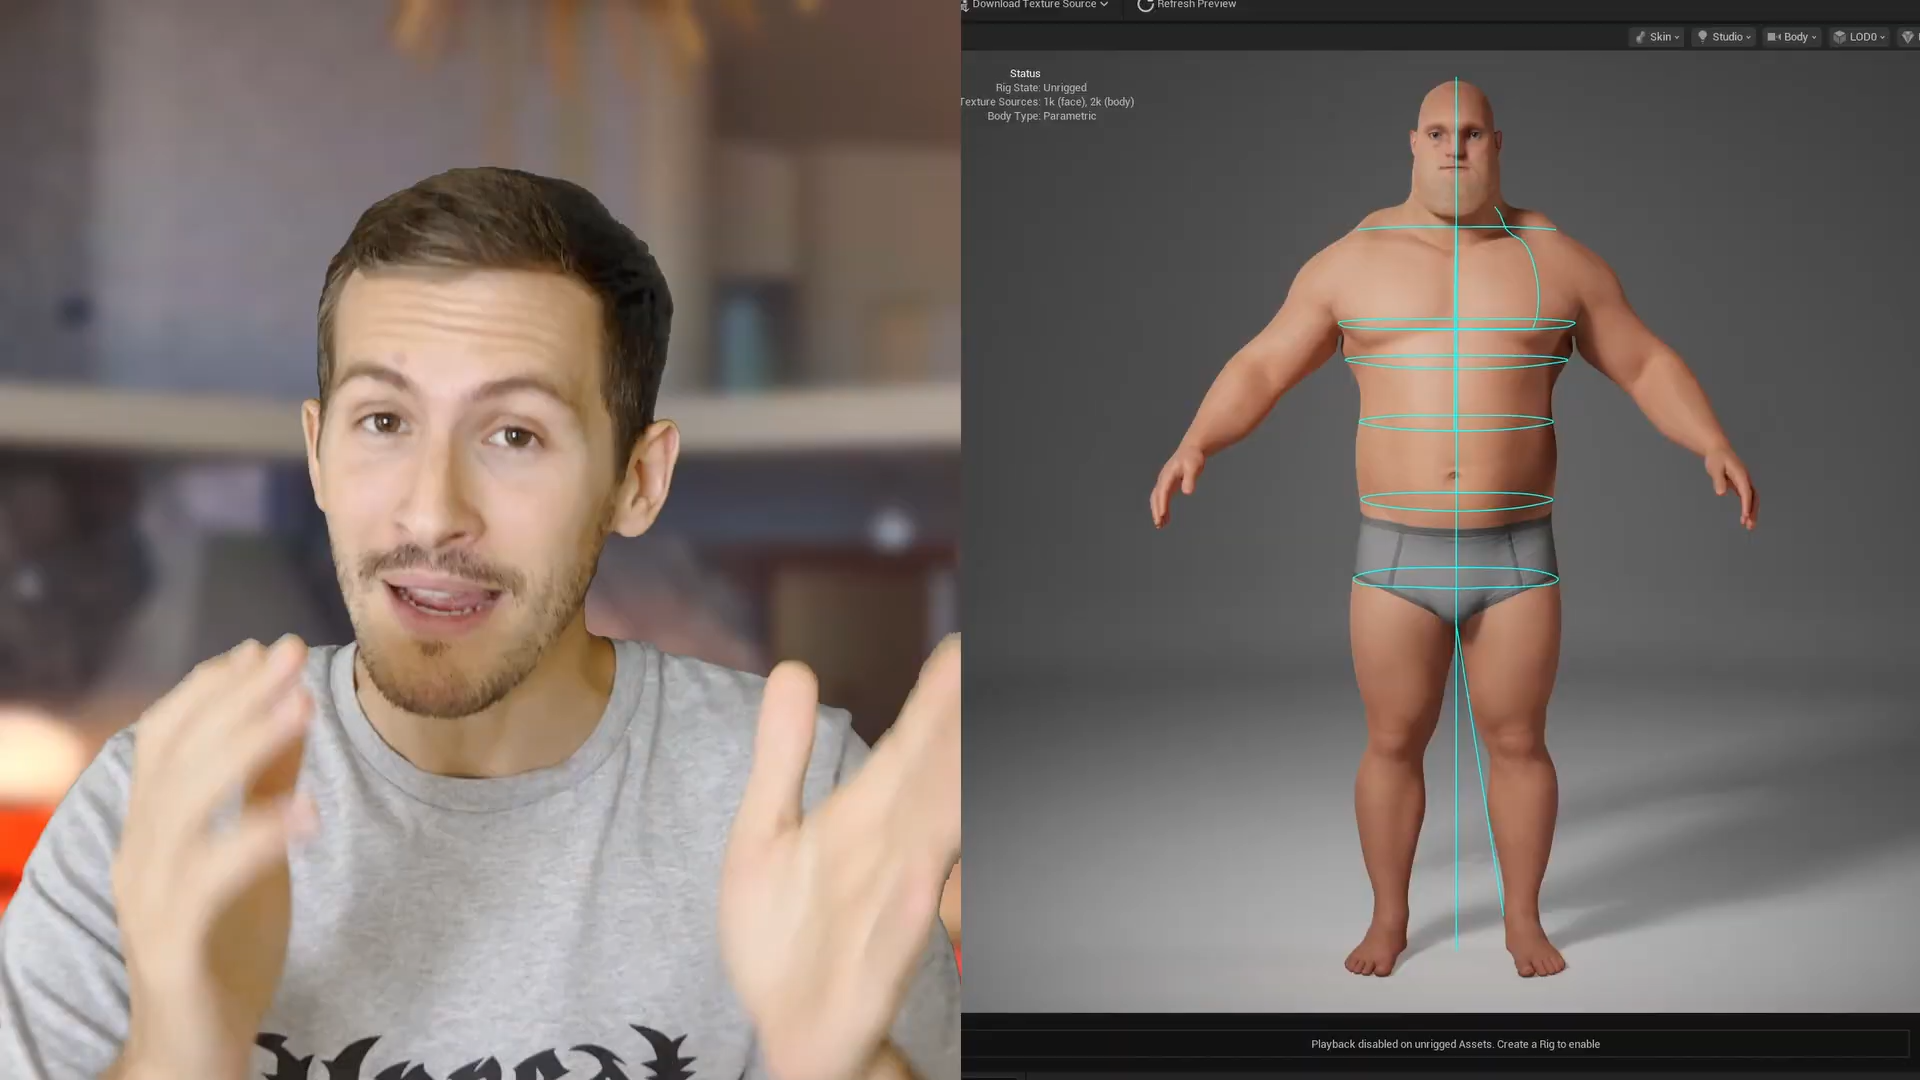 Download Texture Source
Refresh Preview
Skin
Studio
Body
LOD0
Status
Rig State: Unrigged
Texture Sources: 1k (face), 2k (body)
Body Type: Parametric
Playback disabled on unrigged Assets. Create a Rig to enable